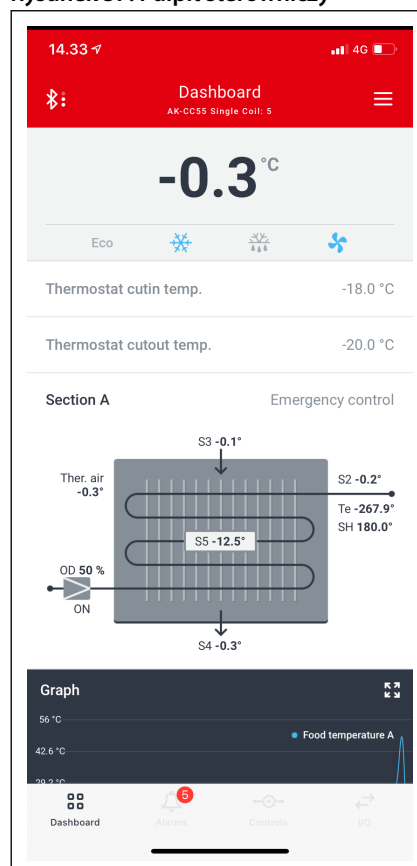 14.33
4G
Dashboard
AK-CC55 Single Coil: 5
-0.3 °C
Eco
Thermostat cutin temp. -18.0 °C
Thermostat cutout temp. -20.0 °C
Section A Emergency control
S3 -0.1°
Ther. air
-0.3°
S2 -0.2°
Te -267.9°
SH 180.0°
S5 -12.5°
OD 50 %
ON
S4 -0.3°
Graph
56 °C
Food temperature A
42.6 °C
5
Dashboard
Alarms
Controls
I/O